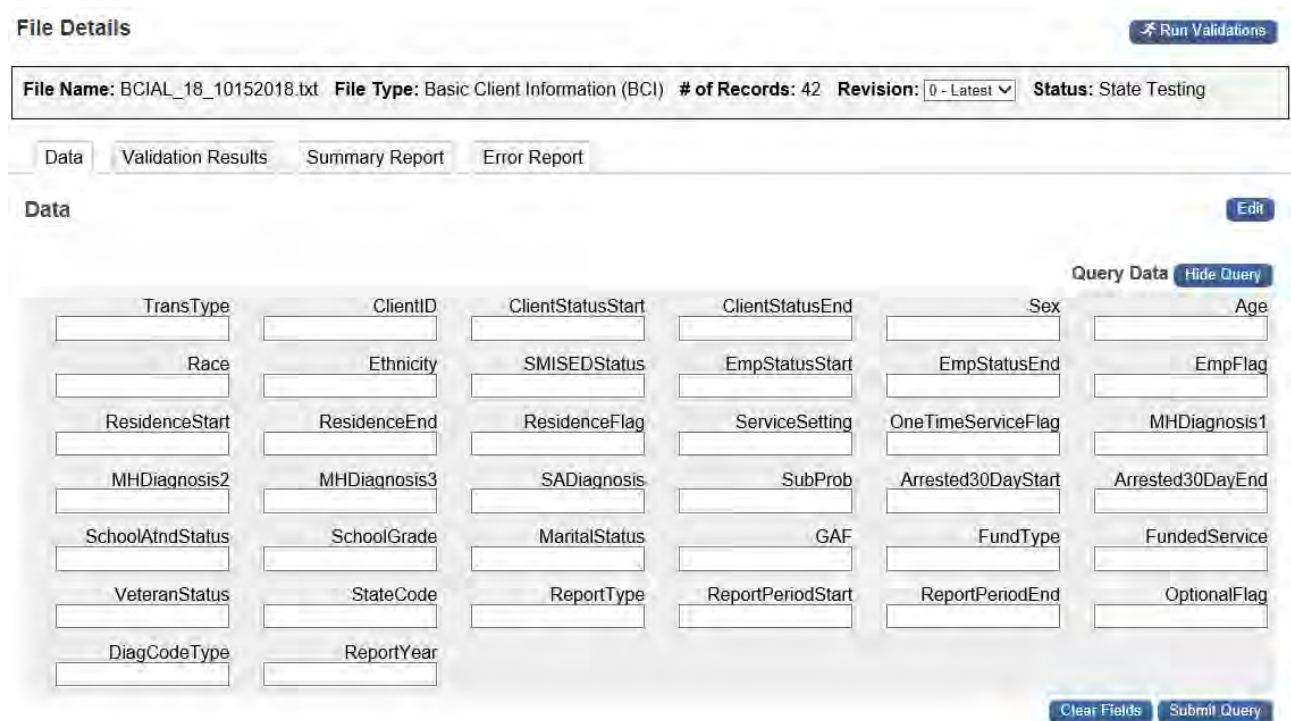 File Details
Run Validations
File Name: BCIAL_18_10152018.txt File Type: Basic Client Information (BCI) # of Records: 42 Revision: 0 - Latest Status: State Testing
Data Validation Results Summary Report Error Report
Data
Edit
Query Data Hide Query
TransType ClientID ClientStatusStart ClientStatusEnd Sex Age
Race Ethnicity SMISEDStatus EmpStatusStart EmpStatusEnd EmpFlag
ResidenceStart ResidenceEnd ResidenceFlag ServiceSetting OneTimeServiceFlag MHDiagnosis1
MHDiagnosis2 MHDiagnosis3 SADiagnosis SubProb Arrested30DayStart Arrested30DayEnd
SchoolAtndStatus SchoolGrade MaritalStatus GAF FundType FundedService
VeteranStatus StateCode ReportType ReportPeriodStart ReportPeriodEnd OptionalFlag
DiagCodeType ReportYear
Clear Fields Submit Query